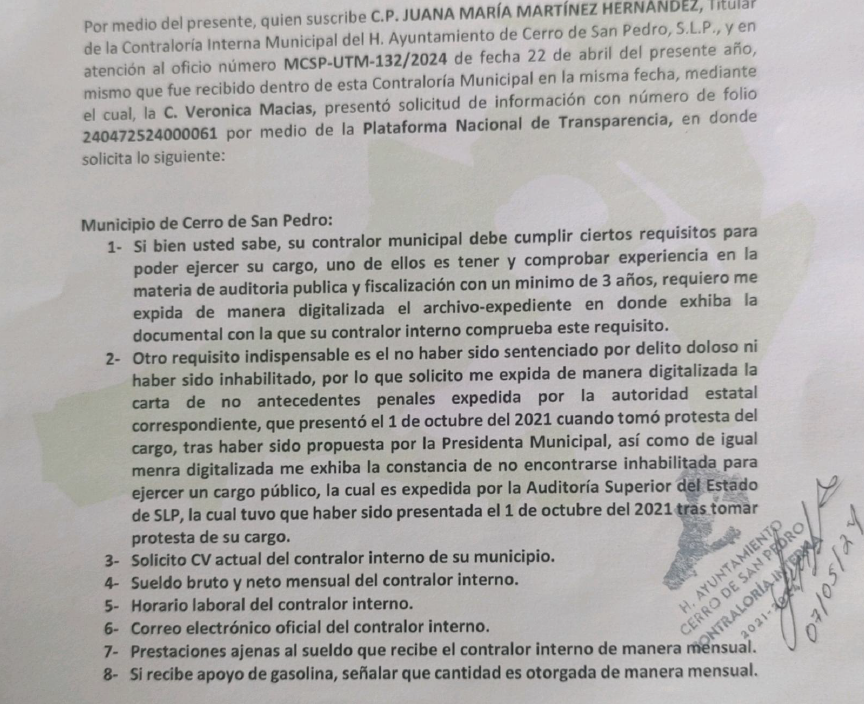 Por medio del presente, quien suscribe C.P. JUANA MARÍA MARTÍNEZ HERNÁNDEZ, Titular
de la Contraloría Interna Municipal del H. Ayuntamiento de Cerro de San Pedro, S.L.P., y en
atención al oficio número MCSP-UTM-132/2024 de fecha 22 de abril del presente año,
mismo que fue recibido dentro de esta Contraloría Municipal en la misma fecha, mediante
el cual, la C. Veronica Macias, presentó solicitud de información con número de folio
240472524000061 por medio de la Plataforma Nacional de Transparencia, en donde
solicita lo siguiente:
Municipio de Cerro de San Pedro:
1- Si bien usted sabe, su contralor municipal debe cumplir ciertos requisitos para
poder ejercer su cargo, uno de ellos es tener y comprobar experiencia en la
materia de auditoria publica y fiscalización con un minimo de 3 años, requiero me
expida de manera digitalizada el archivo-expediente en donde exhiba la
documental con la que su contralor interno comprueba este requisito.
2- Otro requisito indispensable es el no haber sido sentenciado por delito doloso ni
haber sido inhabilitado, por lo que solicito me expida de manera digitalizada la
carta de no antecedentes penales expedida por la autoridad estatal
correspondiente, que presentó el 1 de octubre del 2021 cuando tomó protesta del
cargo, tras haber sido propuesta por la Presidenta Municipal, así como de igual
menra digitalizada me exhiba la constancia de no encontrarse inhabilitada para
ejercer un cargo público, la cual es expedida por la Auditoría Superior del Estado
de SLP, la cual tuvo que haber sido presentada el 1 de octubre del 2021 tras tomar
protesta de su cargo.
3- Solicito CV actual del contralor interno de su municipio.
4- Sueldo bruto y neto mensual del contralor interno.
5- Horario laboral del contralor interno.
6- Correo electrónico oficial del contralor interno.
7- Prestaciones ajenas al sueldo que recibe el contralor interno de manera mensual.
8- Si recibe apoyo de gasolina, señalar que cantidad es otorgada de manera mensual.
H. AYUNTAMIENTO
CERRO DE SAN PEDRO
CONTRALORÍA INTERNA
07/05/24